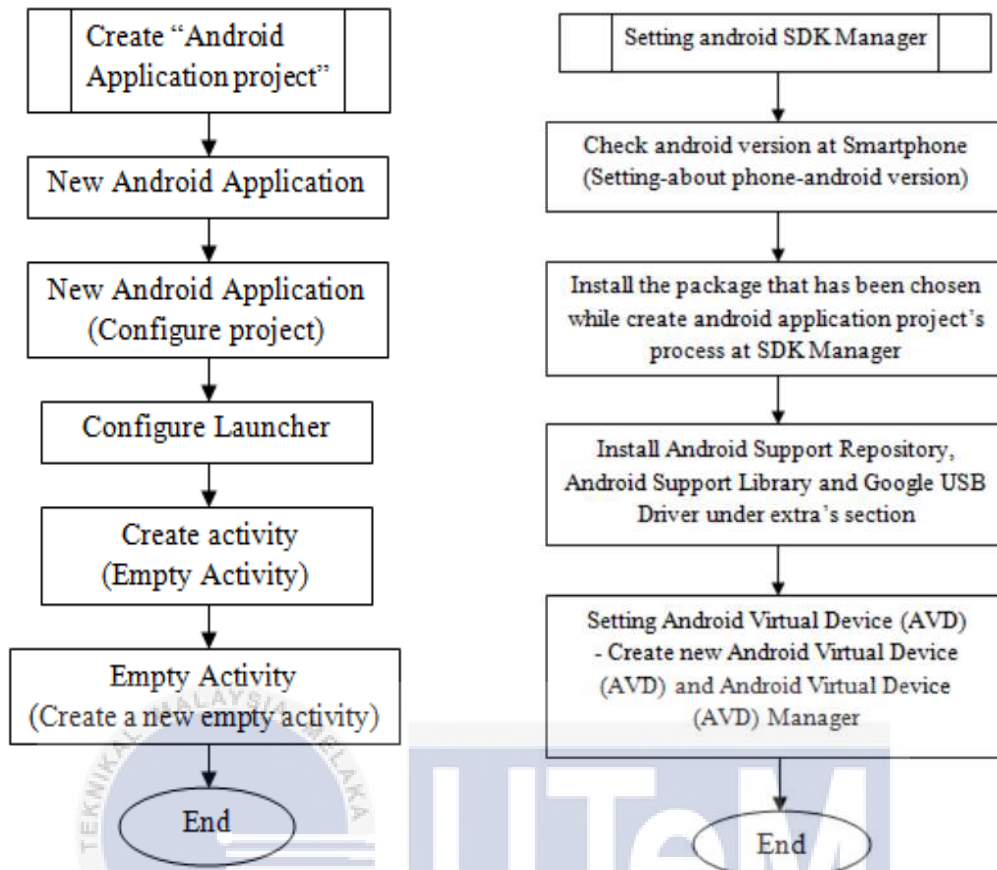 Create “Android
Application project”
New Android Application
New Android Application
(Configure project)
Configure Launcher
Create activity
(Empty Activity)
Empty Activity
(Create a new empty activity)
End
Setting android SDK Manager
Check android version at Smartphone
(Setting-about phone-android version)
Install the package that has been chosen
while create android application project’s
process at SDK Manager
Install Android Support Repository,
Android Support Library and Google USB
Driver under extra’s section
Setting Android Virtual Device (AVD)
- Create new Android Virtual Device
(AVD) and Android Virtual Device
(AVD) Manager
End
TEKNIKAL MALAYSIA MELAKA
UTeM